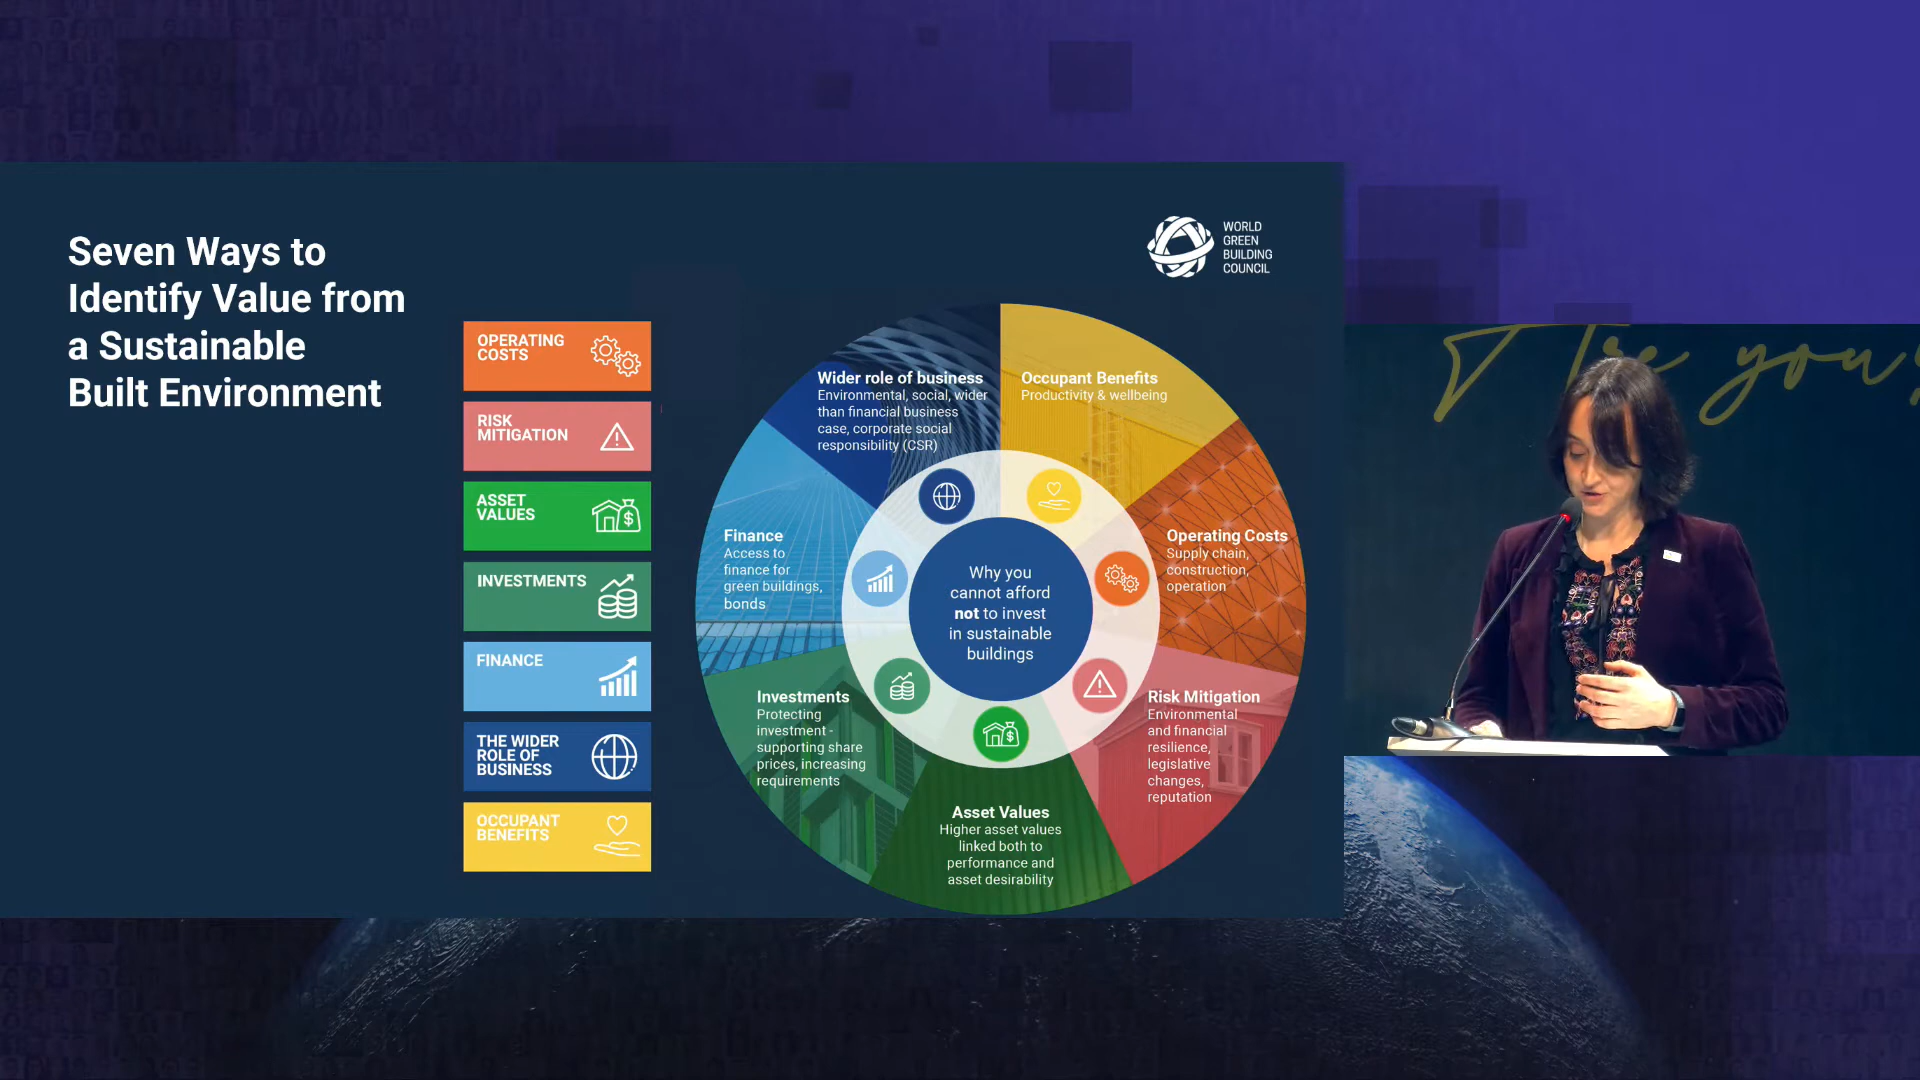 Seven Ways to
Identify Value from
a Sustainable
Built Environment
WORLD
GREEN
BUILDING
COUNCIL
OPERATING
COSTS
RISK
MITIGATION
ASSET
VALUES
INVESTMENTS
FINANCE
THE WIDER
ROLE OF
BUSINESS
OCCUPANT
BENEFITS
Wider role of business
Environmental, social, wider
than financial business
case, corporate social
responsibility (CSR)
Occupant Benefits
Productivity & wellbeing
Operating Costs
Supply chain,
construction,
operation
Risk Mitigation
Environmental
and financial
resilience,
legislative
changes,
reputation
Asset Values
Higher asset values
linked both to
performance and
asset desirability
Investments
Protecting
investment -
supporting share
prices, increasing
requirements
Finance
Access to
finance for
green buildings,
bonds
Why you
cannot afford
not to invest
in sustainable
buildings
$
$
you?